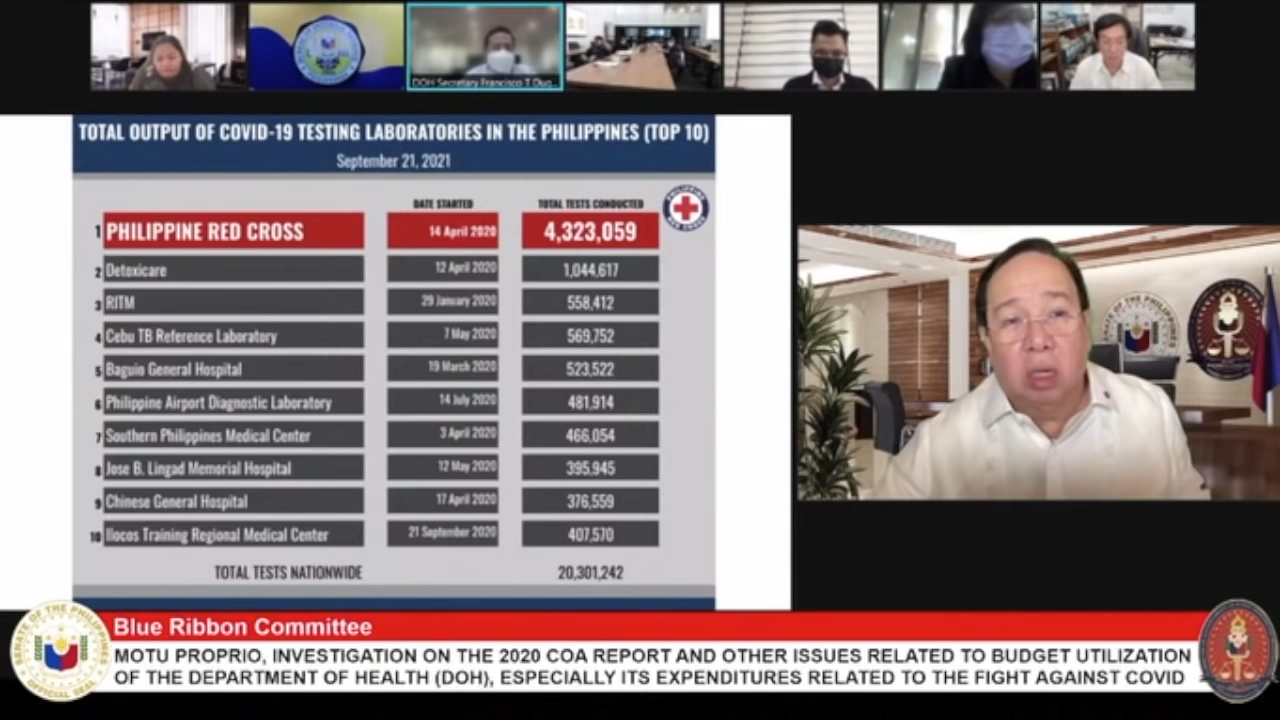 DOH Secretary Francisco T Duq...
TOTAL OUTPUT OF COVID-19 TESTING LABORATORIES IN THE PHILIPPINES (TOP 10)
September 21, 2021
DATE STARTED TOTAL TESTS CONDUCTED
1 PHILIPPINE RED CROSS 14 April 2020 4,323,059
2 Detoxicare 12 April 2020 1,044,617
3 RITM 29 January 2020 558,412
4 Cebu TB Reference Laboratory 7 May 2020 569,752
5 Baguio General Hospital 19 March 2020 523,522
6 Philippine Airport Diagnostic Laboratory 14 July 2020 481,914
7 Southern Philippines Medical Center 3 April 2020 466,054
8 Jose B. Lingad Memorial Hospital 12 May 2020 395,945
9 Chinese General Hospital 17 April 2020 376,559
10 Ilocos Training Regional Medical Center 21 September 2020 407,570
TOTAL TESTS NATIONWIDE 20,301,242
PHILIPPINE RED CROSS
SENATE OF THE PHILIPPINES
OFFICIAL SEAL
Blue Ribbon Committee
MOTU PROPRIO, INVESTIGATION ON THE 2020 COA REPORT AND OTHER ISSUES RELATED TO BUDGET UTILIZATION
OF THE DEPARTMENT OF HEALTH (DOH), ESPECIALLY ITS EXPENDITURES RELATED TO THE FIGHT AGAINST COVID